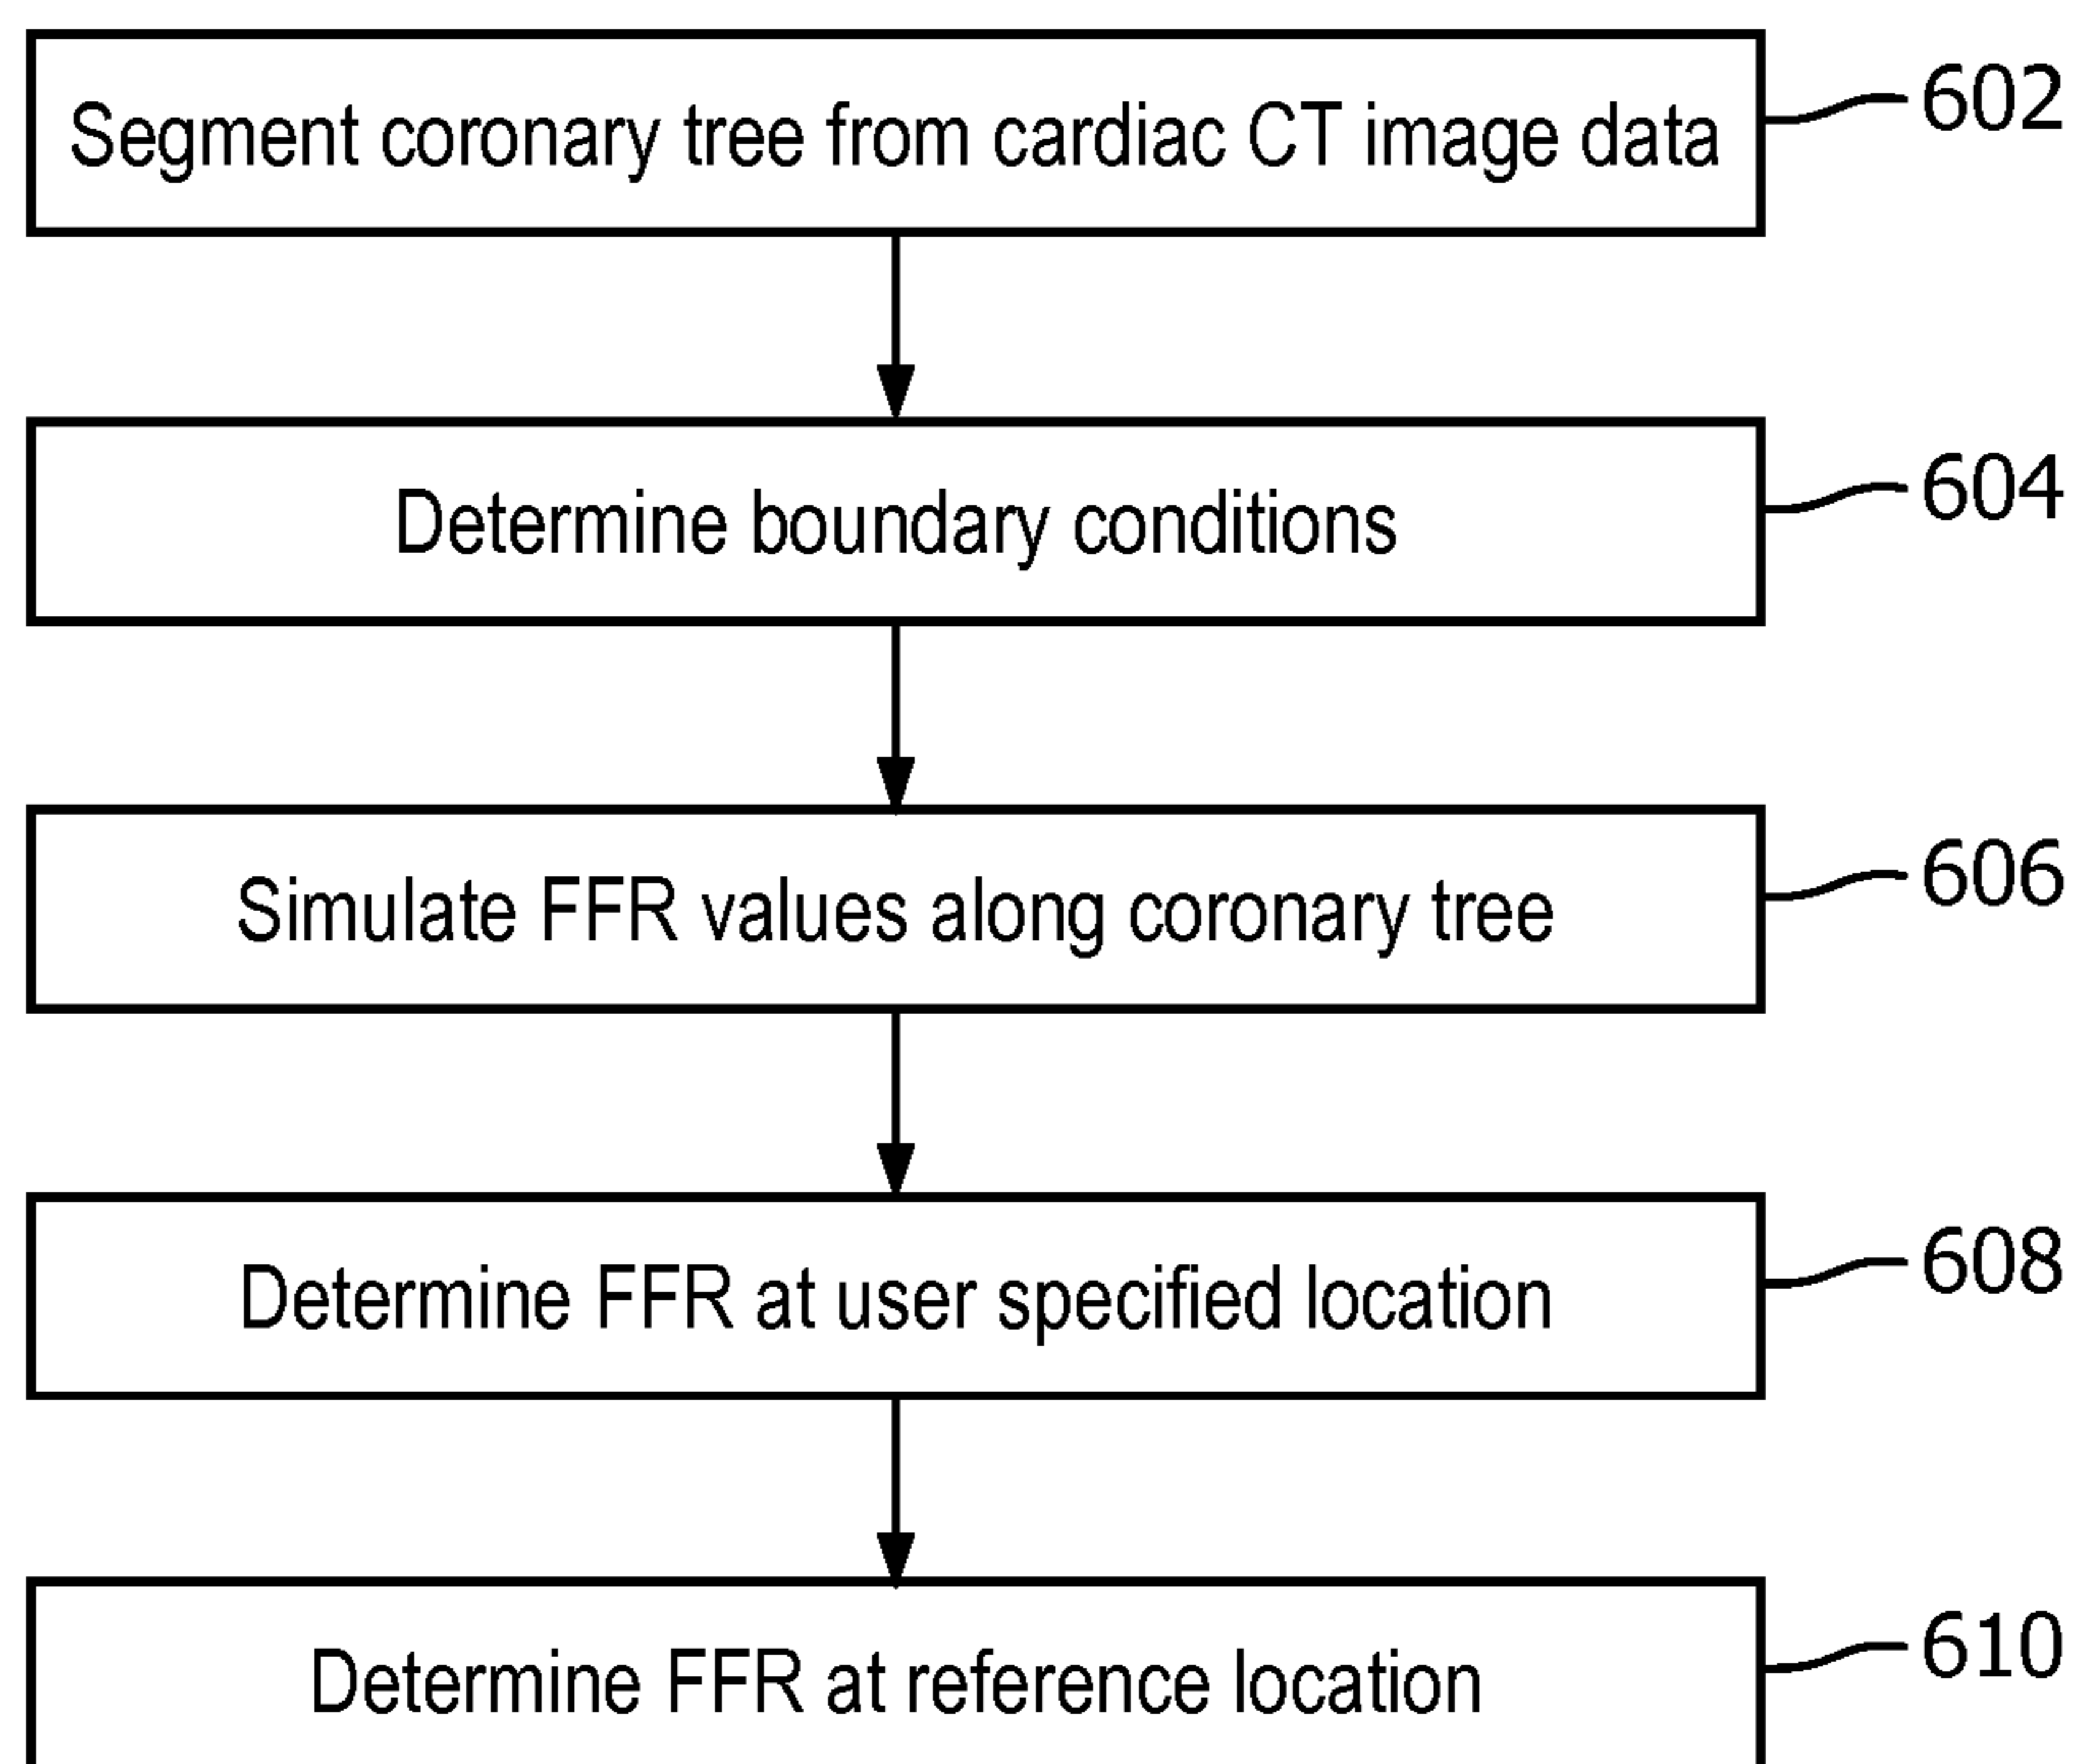 Segment coronary tree from cardiac CT image data 602
Determine boundary conditions 604
Simulate FFR values along coronary tree 606
Determine FFR at user specified location 608
Determine FFR at reference location 610